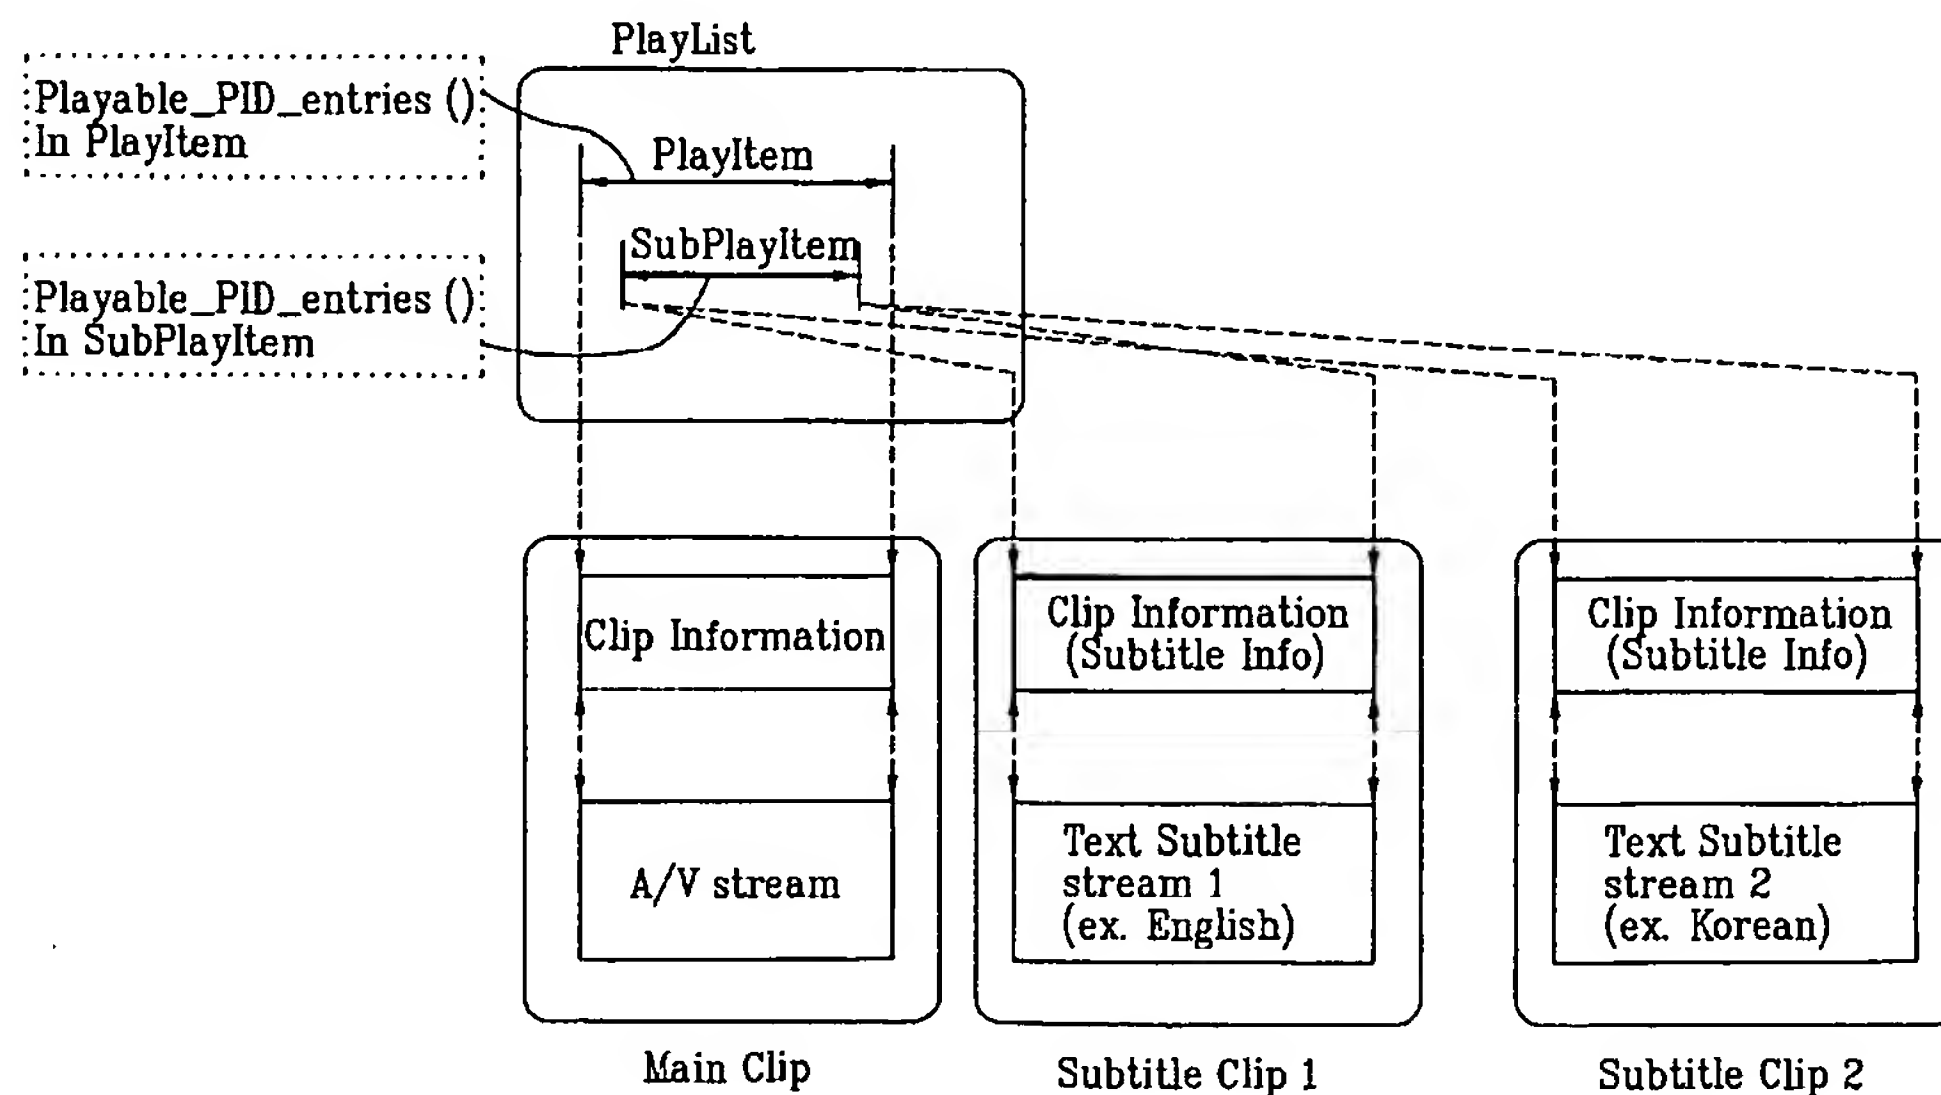 PlayList
Playable_PID_entries ()
In PlayItem
PlayItem
SubPlayItem
Playable_PID_entries ()
In SubPlayItem
Clip Information
Clip Information
(Subtitle Info)
Clip Information
(Subtitle Info)
A/V stream
Text Subtitle
stream 1
(ex. English)
Text Subtitle
stream 2
(ex. Korean)
Main Clip
Subtitle Clip 1
Subtitle Clip 2